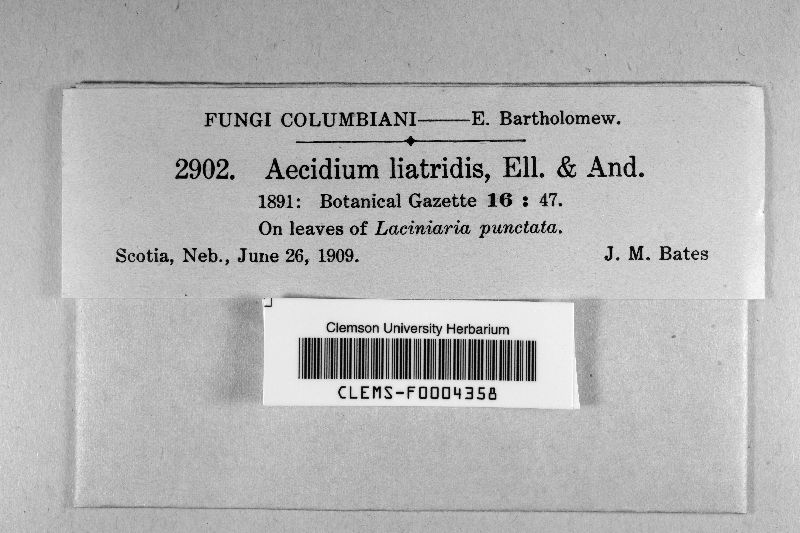 FUNGI COLUMBIANI——E. Bartholomew.
2902. Aecidium liatridis, Ell. & And.
1891: Botanical Gazette 16 : 47.
On leaves of Laciniaria punctata.
Scotia, Neb., June 26, 1909. J. M. Bates
Clemson University Herbarium
CLEMS-F0004358